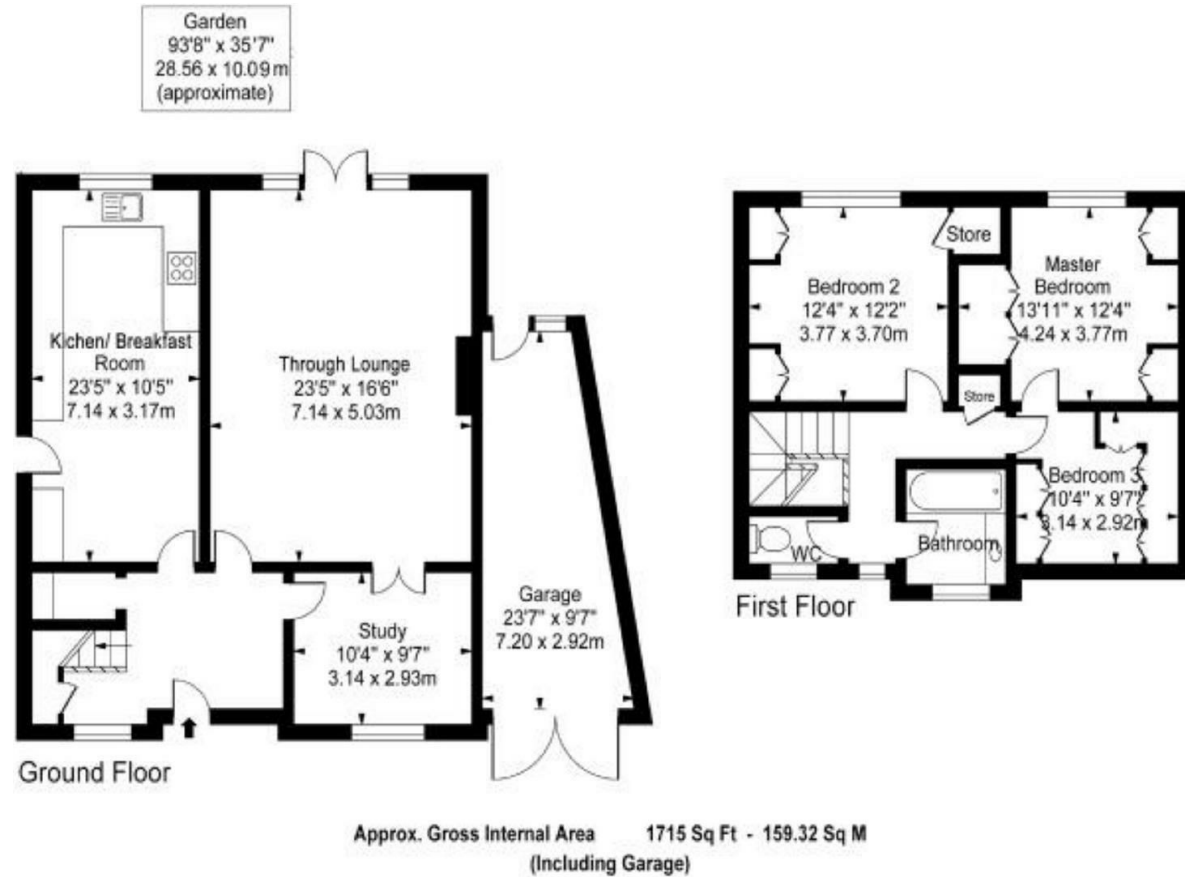 Garden
93'8" x 35'7"
28.56 x 10.09 m
(approximate)
Kichen/ Breakfast
Room
23'5" x 10'5"
7.14 x 3.17m
Through Lounge
23'5" x 16'6"
7.14 x 5.03m
Study
10'4" x 9'7"
3.14 x 2.93m
Garage
23'7" x 9'7"
7.20 x 2.92m
Ground Floor
Bedroom 2
12'4" x 12'2"
3.77 x 3.70m
Store
Master
Bedroom
13'11" x 12'4"
4.24 x 3.77m
Store
Bedroom 3
10'4" x 9'7"
3.14 x 2.92m
WC
Bathroom
First Floor
Approx. Gross Internal Area 1715 Sq Ft - 159.32 Sq M
(Including Garage)